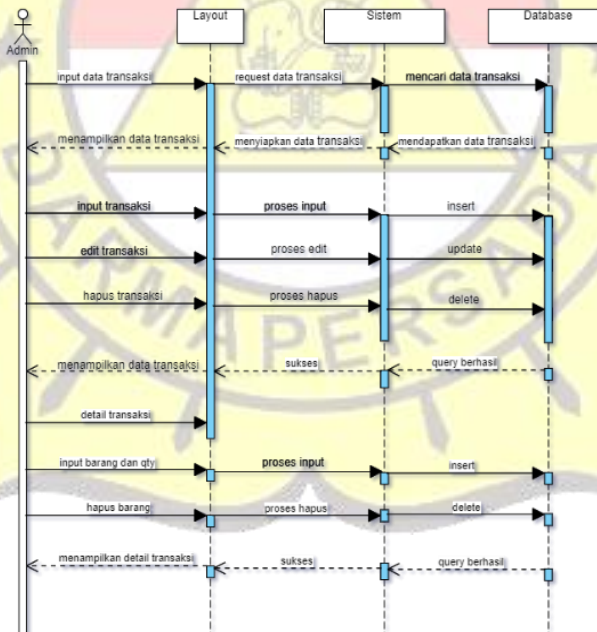 Layout Sistem Database
Admin
input data transaksi request data transaksi mencari data transaksi
menampilkan data transaksi menyiapkan data transaksi mendapatkan data transaksi
input transaksi proses input insert
edit transaksi proses edit update
hapus transaksi proses hapus delete
menampilkan data transaksi sukses query berhasil
detail transaksi
input barang dan qty proses input insert
hapus barang proses hapus delete
menampilkan detail transaksi sukses query berhasil
DARMA PERSADA